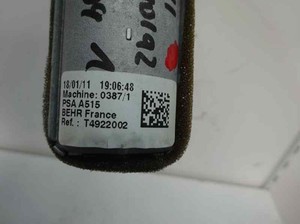 18/01/11 19:06:48
Machine: 0387/1
PSA A515
BEHR France
Ref. : T4922002